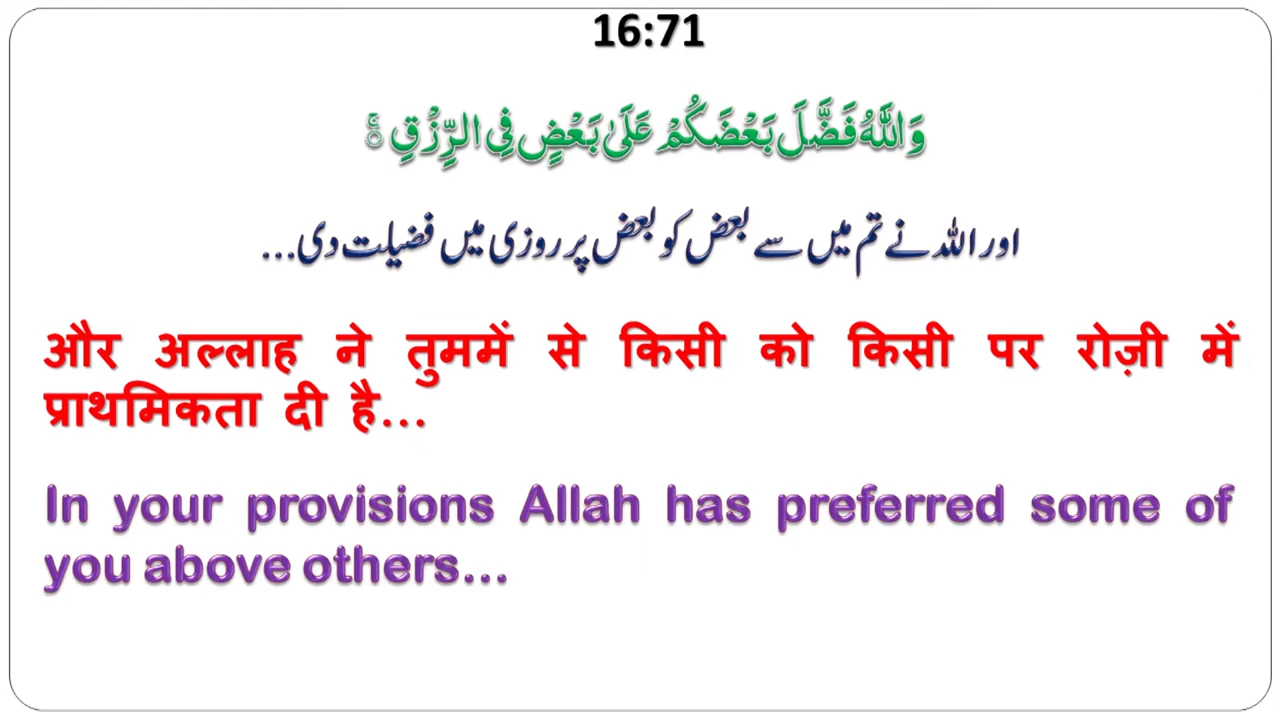 16:71
وَاللّٰهُ فَضَّلَ بَعْضَكُمْ عَلٰى بَعْضٍ فِي الرِّزْقِ ۚ
اور اللہ نے تم میں سے بعض کو بعض پر روزی میں فضیلت دی...
और अल्लाह ने तुममें से किसी को किसी पर रोज़ी में
प्राथमिकता दी है...
In your provisions Allah has preferred some of
you above others...